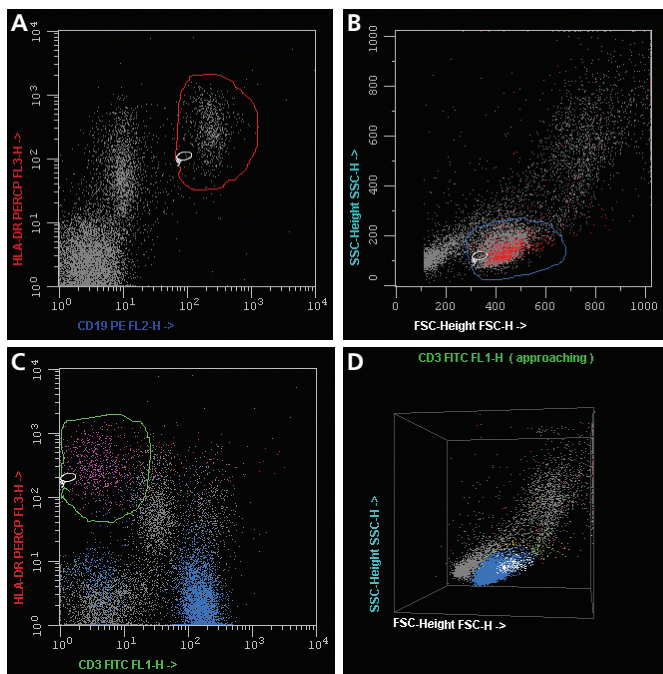 A
10⁴
10³
10²
10¹
10⁰
HLA-DR PERCP FL3-H ->
10⁰ 10¹ 10² 10³ 10⁴
CD19 PE FL2-H ->
B
1000
800
600
400
200
0
SSC-Height SSC-H ->
0 200 400 600 800 1000
FSC-Height FSC-H ->
C
10⁴
10³
10²
10¹
10⁰
HLA-DR PERCP FL3-H ->
10⁰ 10¹ 10² 10³ 10⁴
CD3 FITC FL1-H ->
D
CD3 FITC FL1-H ( approaching )
SSC-Height SSC-H ->
FSC-Height FSC-H ->